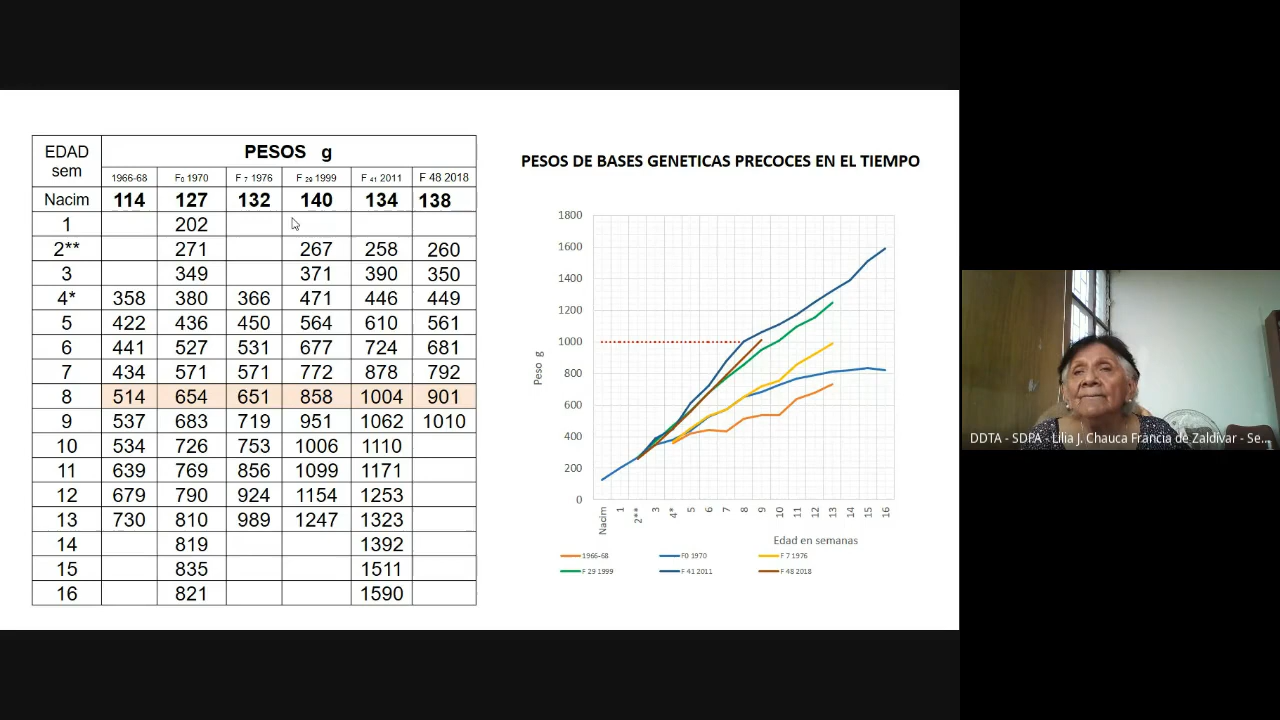 EDAD sem PESOS g
1966-68 F0 1970 F 7 1976 F 29 1999 F 41 2011 F 48 2018
Nacim 114 127 132 140 134 138
1 202
2** 271 267 258 260
3 349 371 390 350
4* 358 380 366 471 446 449
5 422 436 450 564 610 561
6 441 527 531 677 724 681
7 434 571 571 772 878 792
8 514 654 651 858 1004 901
9 537 683 719 951 1062 1010
10 534 726 753 1006 1110
11 639 769 856 1099 1171
12 679 790 924 1154 1253
13 730 810 989 1247 1323
14 819 1392
15 835 1511
16 821 1590
PESOS DE BASES GENETICAS PRECOCES EN EL TIEMPO
1800
1600
1400
1200
1000
800
600
400
200
0
Peso g
Nacim 1 2** 3 4* 5 6 7 8 9 10 11 12 13 14 15 16
Edad en semanas
1966-68 F0 1970 F 7 1976
F 29 1999 F 41 2011 F 48 2018
DDTA - SDPA - Lilia J. Chauca Francia de Zaldivar - Se...